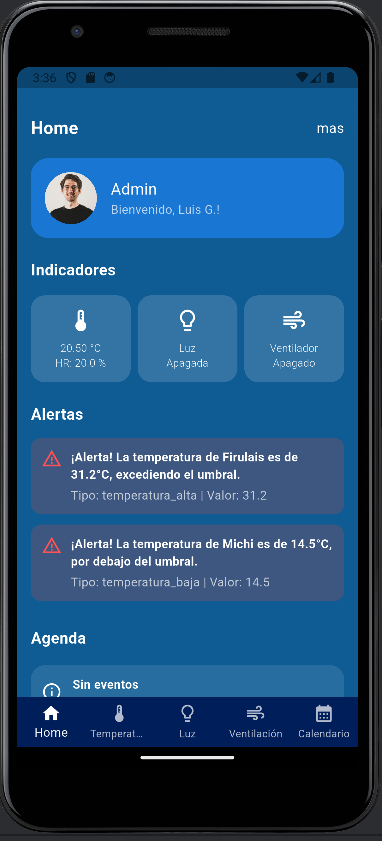 3:36
Home
mas
Admin
Bienvenido, Luis G.!
Indicadores
20.50 °C
HR: 20.0 %
Luz
Apagada
Ventilador
Apagado
Alertas
¡Alerta! La temperatura de Firulais es de
31.2°C, excediendo el umbral.
Tipo: temperatura_alta | Valor: 31.2
¡Alerta! La temperatura de Michi es de 14.5°C,
por debajo del umbral.
Tipo: temperatura_baja | Valor: 14.5
Agenda
Sin eventos
Home
Temperat...
Luz
Ventilación
Calendario